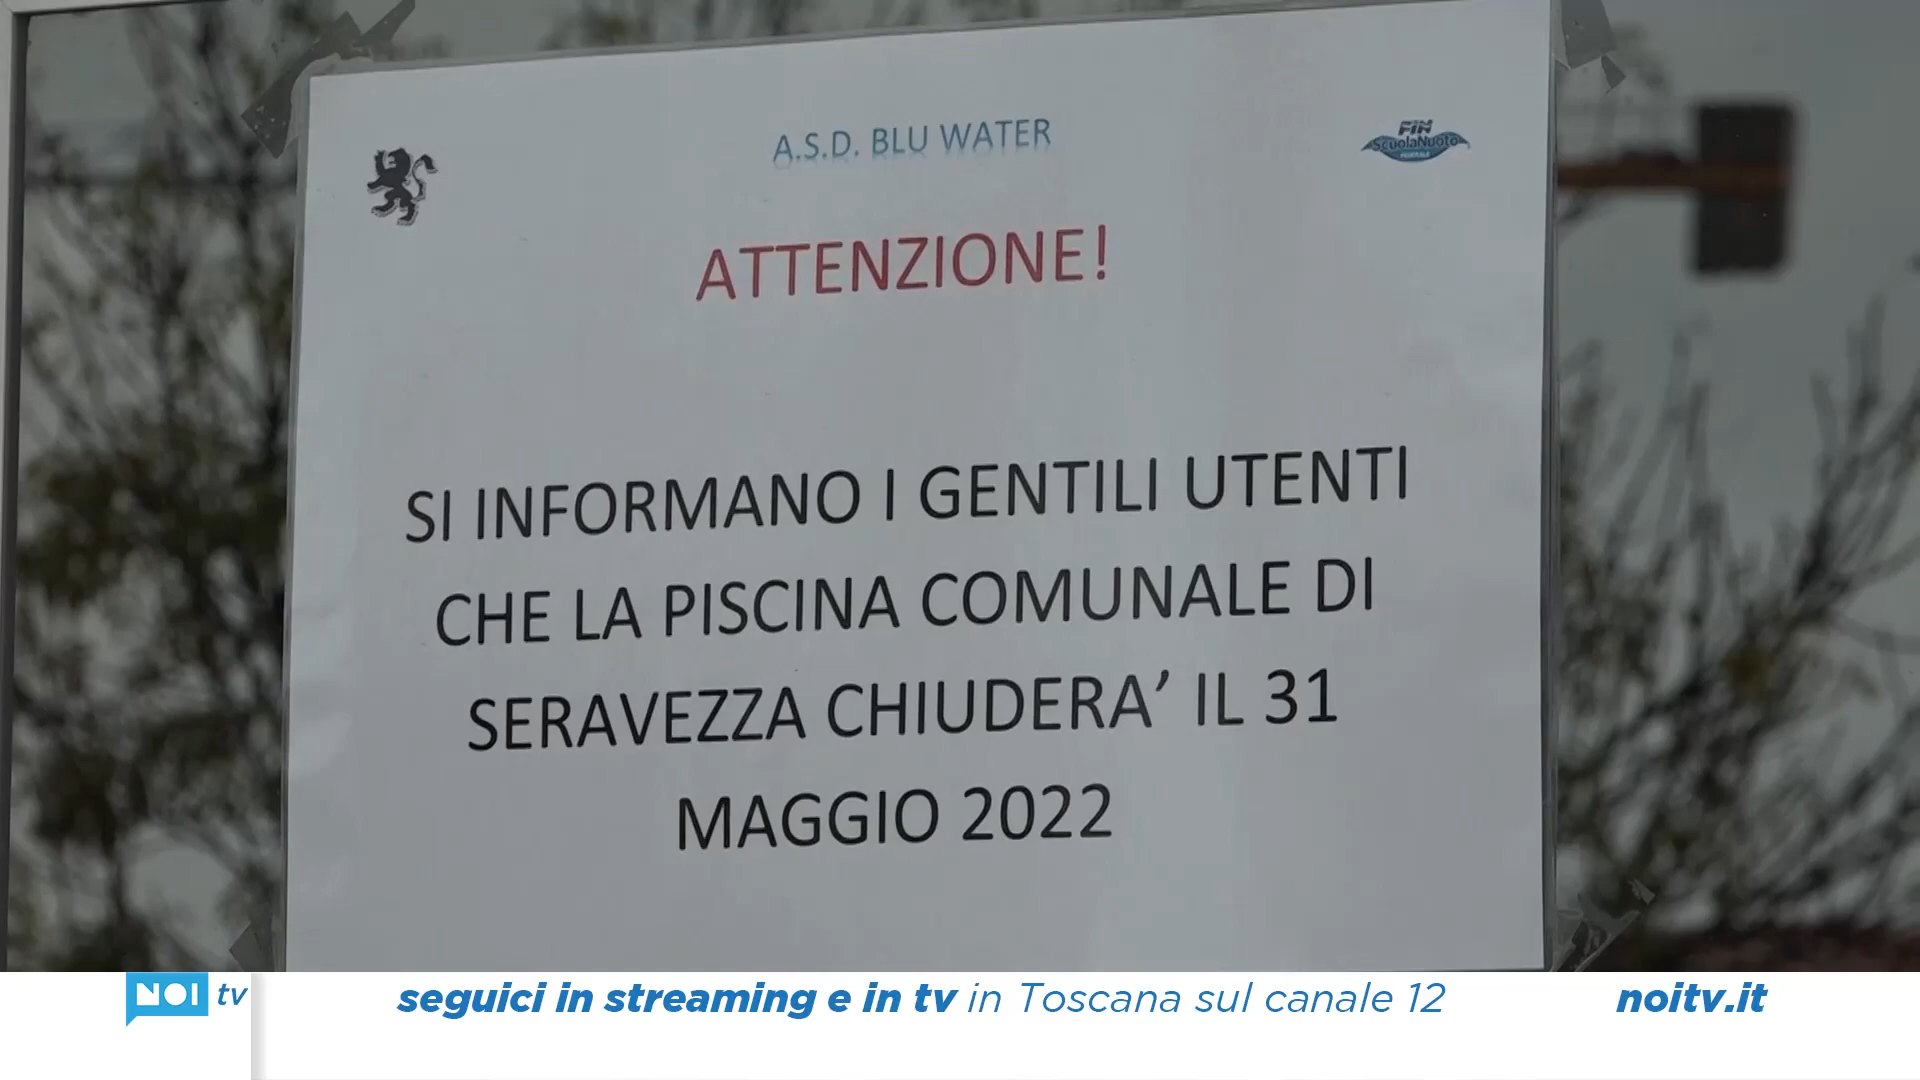 A.S.D. BLU WATER
FIN
ScuolaNuoto
ATTENZIONE!
SI INFORMANO I GENTILI UTENTI
CHE LA PISCINA COMUNALE DI
SERAVEZZA CHIUDERA’ IL 31
MAGGIO 2022
NOI tv
seguici in streaming e in tv in Toscana sul canale 12
noitv.it